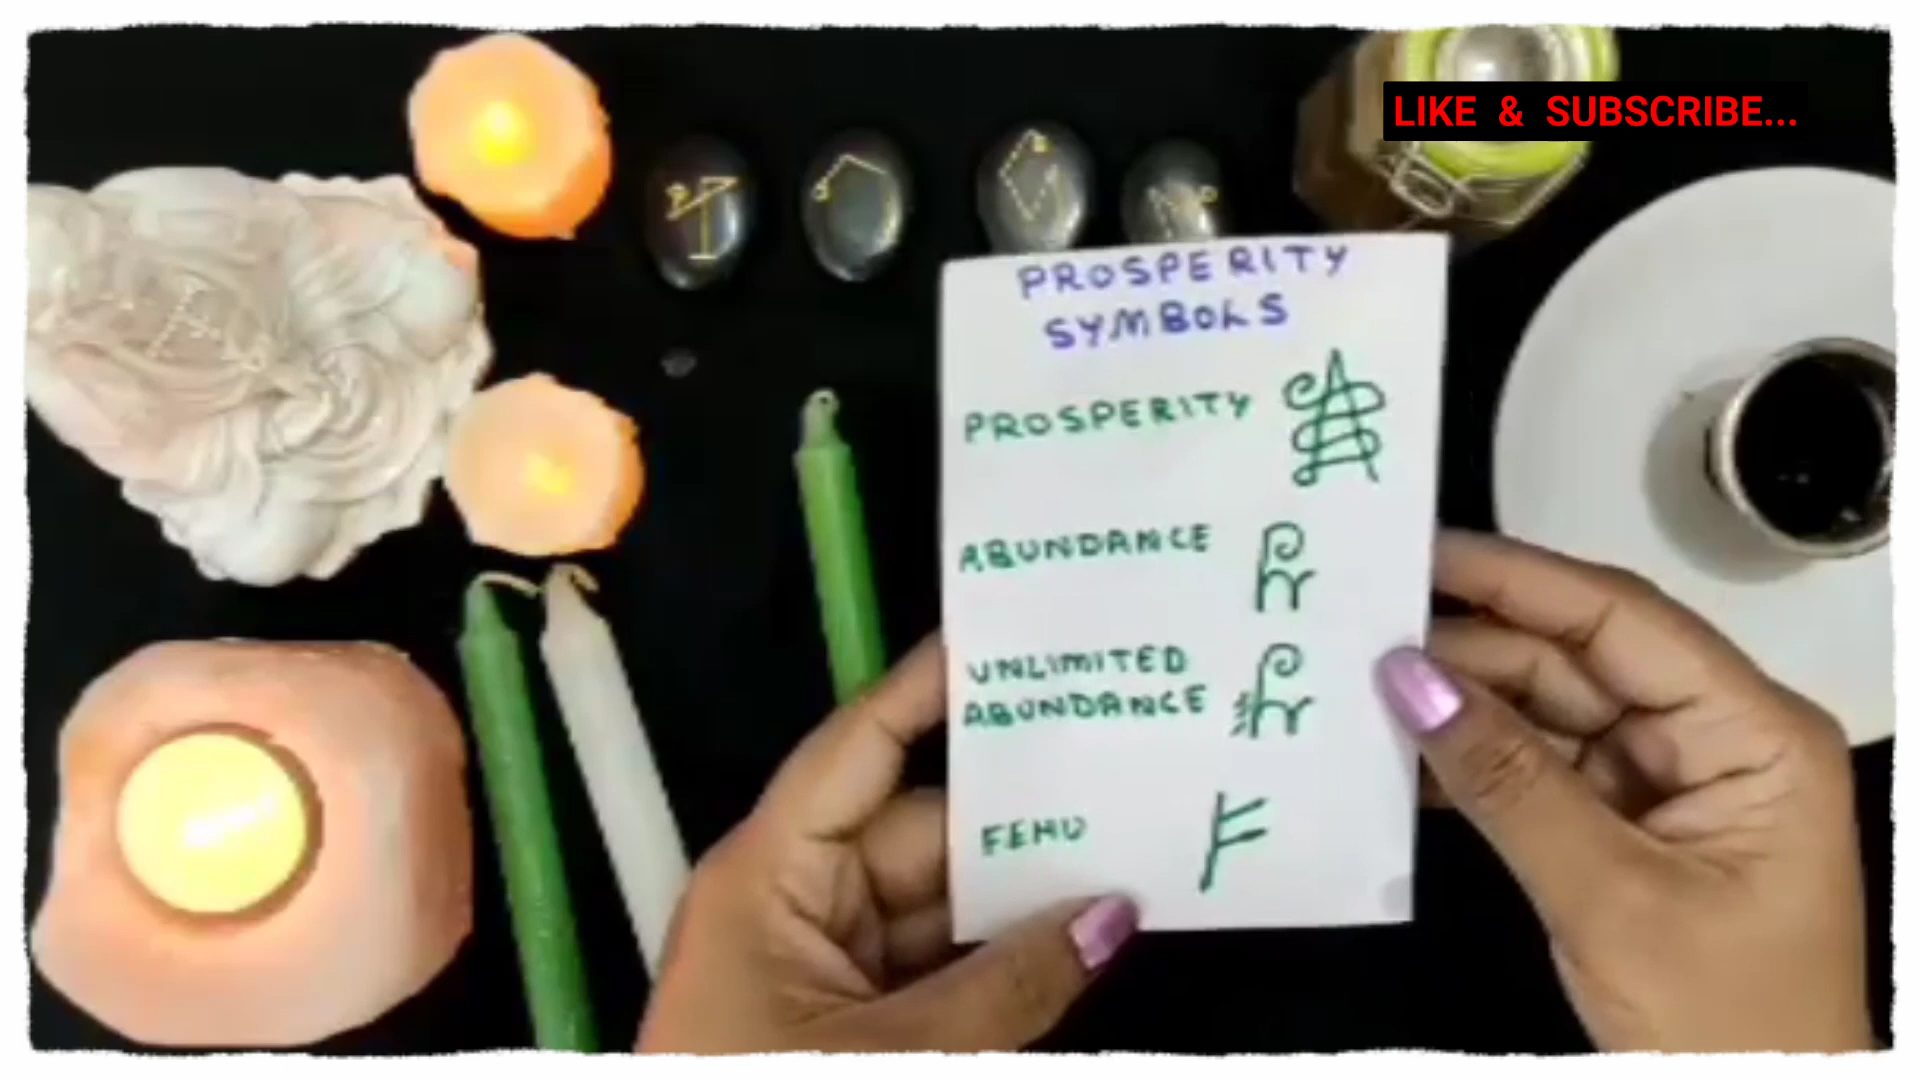 LIKE & SUBSCRIBE...
PROSPERITY
SYMBOLS
PROSPERITY
ABUNDANCE
UNLIMITED
ABUNDANCE
FEHU